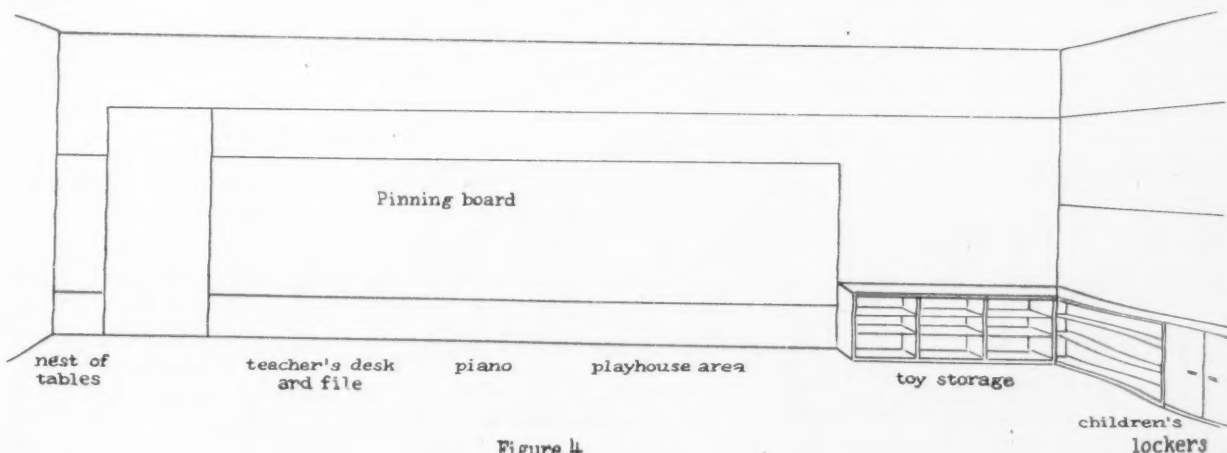 Pinning board
nest of
tables
teacher's desk
and file
piano
playhouse area
toy storage
children's
lockers
Figure 4